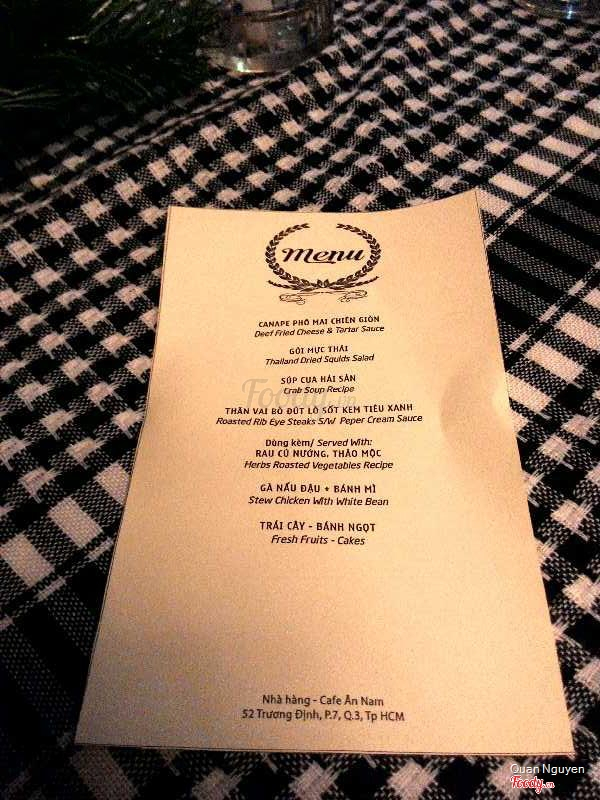 Menu
CANAPE PHÔ MAI CHIÊN GIÒN
Deef Fried Cheese & Tartar Sauce
GỎI MỰC THÁI
Thailand Dried Squids Salad
SÚP CUA HẢI SẢN
Crab Soup Recipe
Foody.vn
THĂN VAI BÒ ĐÚT LÒ SỐT KEM TIÊU XANH
Roasted Rib Eye Steaks S/W Peper Cream Sauce
Dùng kèm/ Served With:
RAU CỦ NƯỚNG, THẢO MỘC
Herbs Roasted Vegetables Recipe
GÀ NẤU ĐẬU + BÁNH MÌ
Stew Chicken With White Bean
TRÁI CÂY - BÁNH NGỌT
Fresh Fruits - Cakes
Nhà hàng - Cafe Ân Nam
52 Trương Định, P.7, Q.3, Tp HCM
Quan Nguyen
Foody.vn